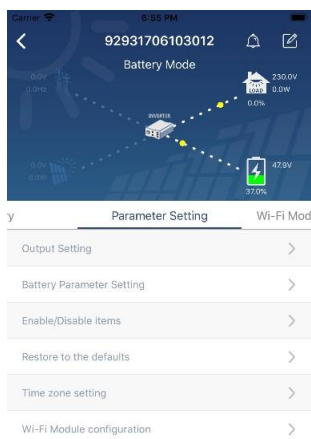 Carrier 6:55 PM
92931706103012
Battery Mode
0.0V
0.0Hz
230.0V
LOAD 0.0W
0.0%
INVERTER
0.0V
0.0W
47.9V
37.0%
y Parameter Setting Wi-Fi Mod
Output Setting
Battery Parameter Setting
Enable/Disable items
Restore to the defaults
Time zone setting
Wi-Fi Module configuration